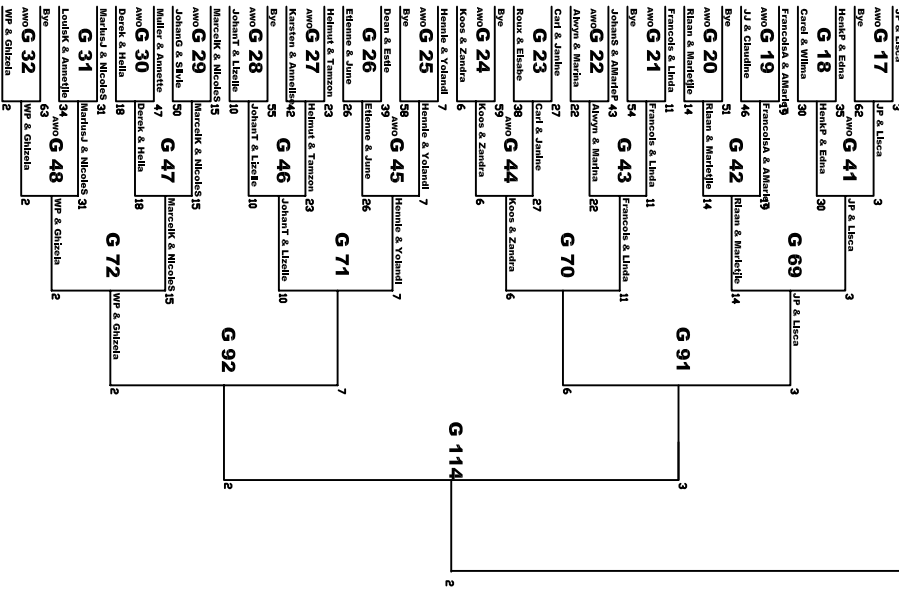 JP & Lisca
G 17
AWO
Bye
62
HenkP & Edna
35
G 18
Carel & Wilma
30
FrancoisA & AMarie
19
G 19
AWO
JJ & Claudine
46
Bye
51
G 20
AWO
Riaan & Marietjie
14
Francois & Linda
11
G 21
AWO
Bye
54
JohanS & AMarieP
43
G 22
AWO
Alwyn & Marina
22
Carl & Janine
27
G 23
Roux & Elsabe
38
Bye
59
G 24
AWO
Koos & Zandra
6
Hennie & Yolandi
7
G 25
AWO
Bye
58
Dean & Estie
39
G 26
Etienne & June
26
Helmut & Tamzon
23
G 27
AWO
Karsten & Annelise
42
Bye
55
G 28
AWO
JohanT & Lizelle
10
MarcelK & NicoleS
15
G 29
AWO
JohanG & Silvie
50
Muller & Annette
47
G 30
AWO
Derek & Hella
18
MariusJ & NicoleS
31
G 31
LouisK & Annetjie
34
Bye
63
G 32
AWO
WP & Ghizela
2
JP & Lisca
3
G 41
AWO
HenkP & Edna
30
FrancoisA & AMarie
19
G 42
Riaan & Marietjie
14
Francois & Linda
11
G 43
Alwyn & Marina
22
Carl & Janine
27
G 44
AWO
Koos & Zandra
6
Hennie & Yolandi
7
G 45
AWO
Etienne & June
26
Helmut & Tamzon
23
G 46
JohanT & Lizelle
10
MarcelK & NicoleS
15
G 47
Derek & Hella
18
MariusJ & NicoleS
31
G 48
AWO
WP & Ghizela
2
JP & Lisca
3
G 69
Riaan & Marietjie
14
Francois & Linda
11
G 70
Koos & Zandra
6
Hennie & Yolandi
7
G 71
JohanT & Lizelle
10
MarcelK & NicoleS
15
G 72
WP & Ghizela
2
JP & Lisca
3
G 91
6
7
G 92
WP & Ghizela
2
3
G 114
2
2